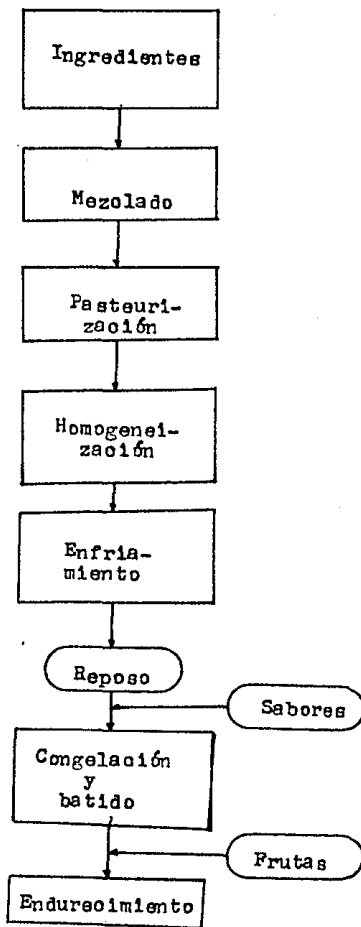 Ingredientes
Mezclado
Pasteuri-
zación
Homogenei-
zación
Enfria-
miento
Reposo
Sabores
Congelación
y
batido
Frutas
Endurecimiento